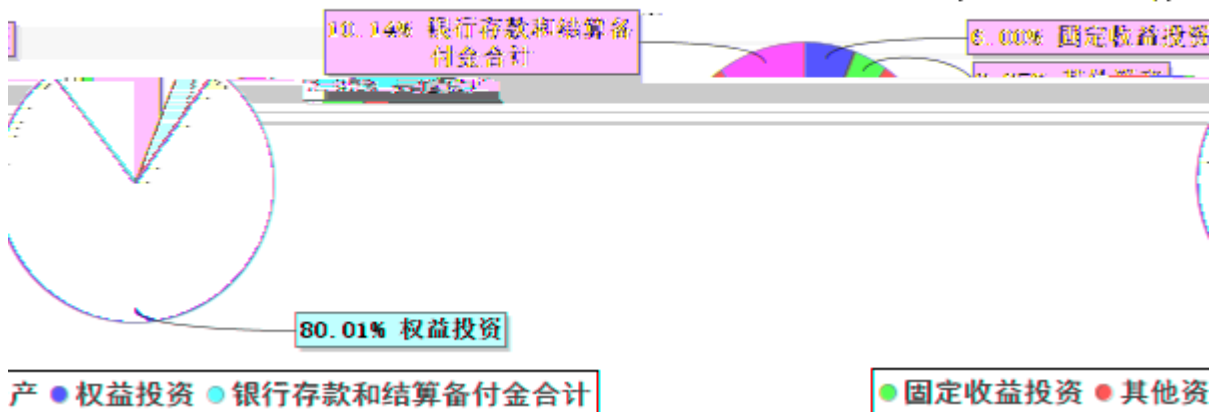 10.14% 银行存款和结算备
付金合计
6.00% 固定收益投资
80.01% 权益投资
产 权益投资 银行存款和结算备付金合计
固定收益投资 其他资